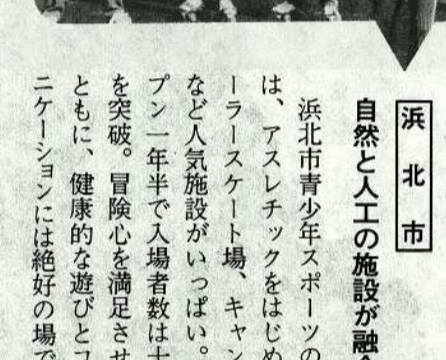 浜北市
自然と人工の施設が融
浜北市青少年スポーツの
は、アスレチックをはじめ
ーラースケート場、キャン
など人気施設がいっぱい。
プン一年半で入場者数は十
を突破。冒険心を満足させ
ともに、健康的な遊びとコ
ニケーションには絶好の場で